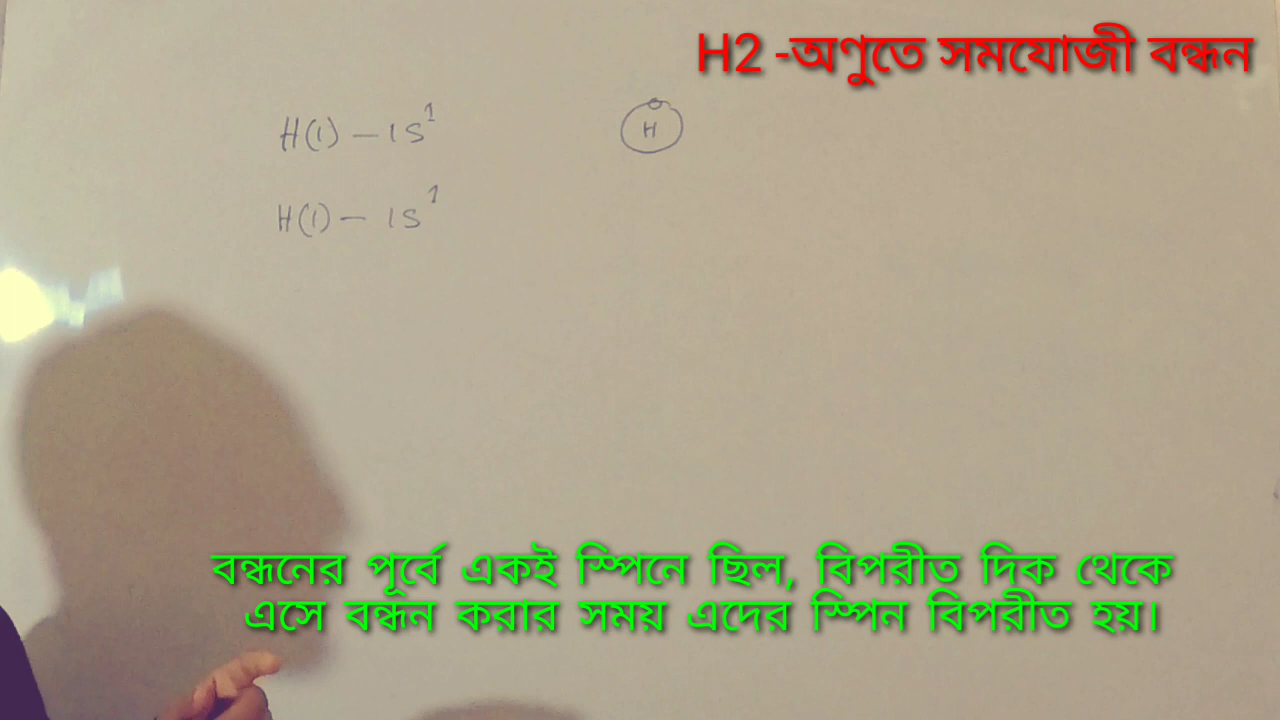 H2 -অণুতে সমযোজী বন্ধন
H(1) — 1S¹
H
H(1) — 1S¹
বন্ধনের পূর্বে একই স্পিনে ছিল, বিপরীত দিক থেকে
এসে বন্ধন করার সময় এদের স্পিন বিপরীত হয়।